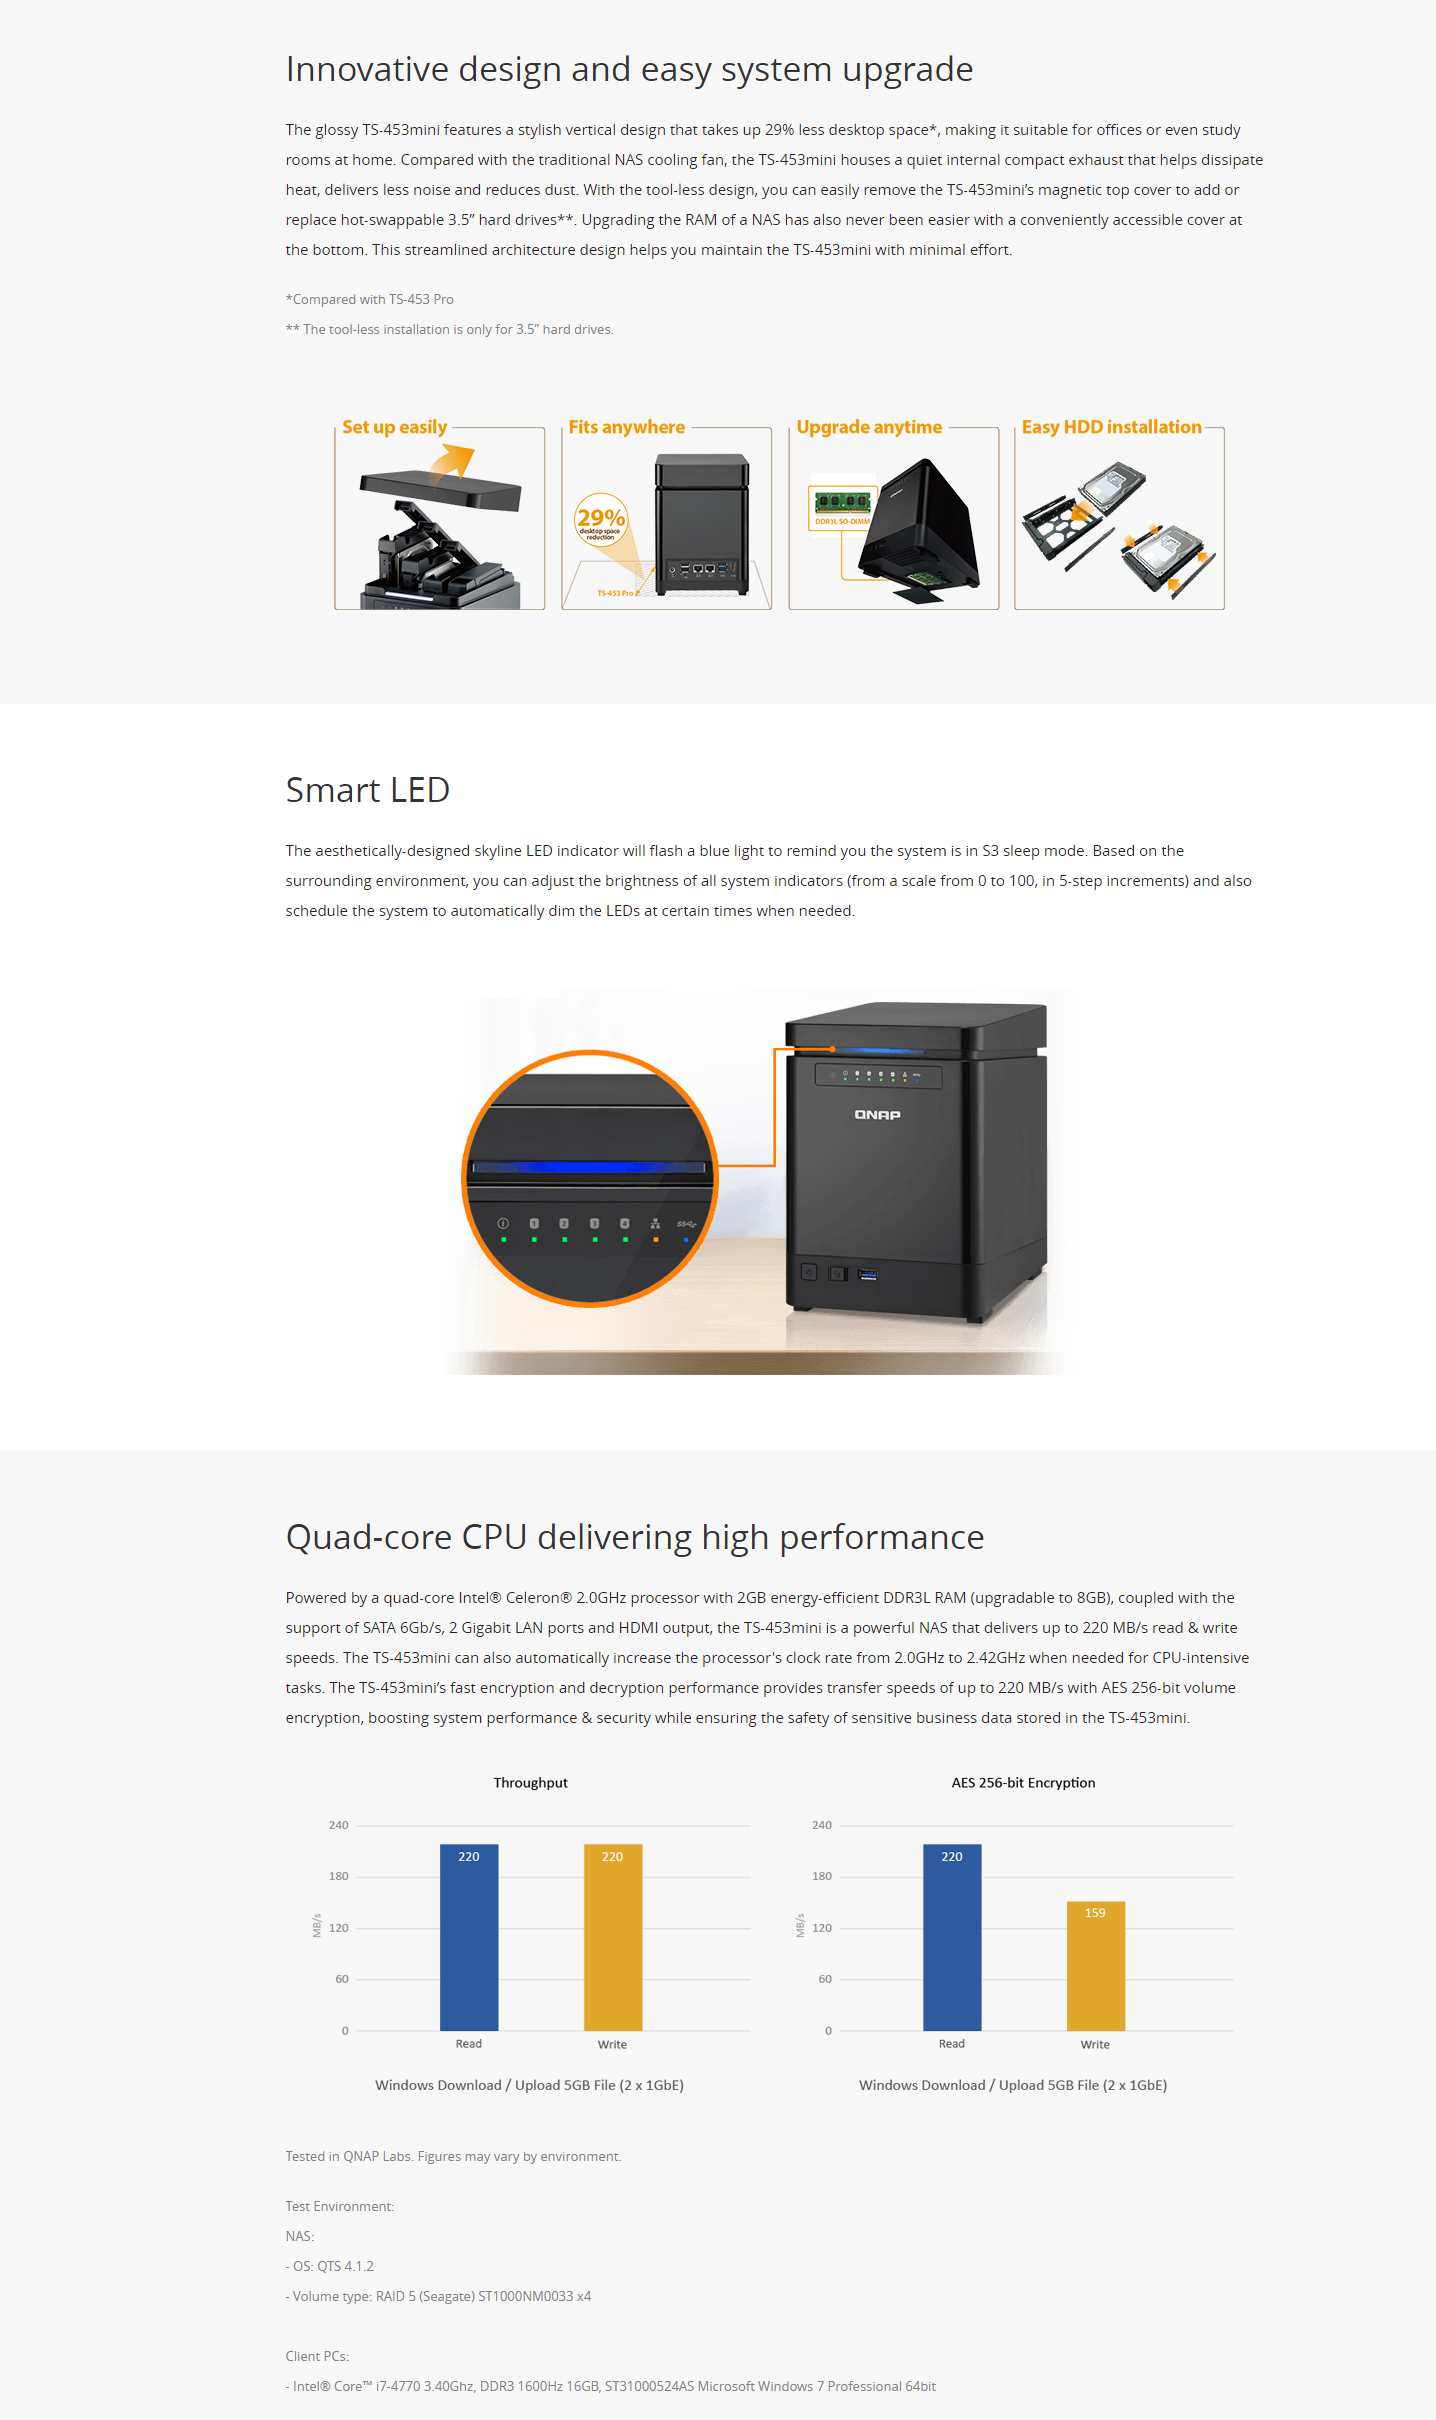 Innovative design and easy system upgrade
The glossy TS-453mini features a stylish vertical design that takes up 29% less desktop space*, making it suitable for offices or even study
rooms at home. Compared with the traditional NAS cooling fan, the TS-453mini houses a quiet internal compact exhaust that helps dissipate
heat, delivers less noise and reduces dust. With the tool-less design, you can easily remove the TS-453mini’s magnetic top cover to add or
replace hot-swappable 3.5” hard drives**. Upgrading the RAM of a NAS has also never been easier with a conveniently accessible cover at
the bottom. This streamlined architecture design helps you maintain the TS-453mini with minimal effort.
*Compared with TS-453 Pro
** The tool-less installation is only for 3.5” hard drives.
Set up easily
Fits anywhere
29%
desktop space
reduction
TS-453 Pro
Upgrade anytime
DDR3L SO-DIMM
Easy HDD installation
Smart LED
The aesthetically-designed skyline LED indicator will flash a blue light to remind you the system is in S3 sleep mode. Based on the
surrounding environment, you can adjust the brightness of all system indicators (from a scale from 0 to 100, in 5-step increments) and also
schedule the system to automatically dim the LEDs at certain times when needed.
QNAP
1 2 3 4 SS
Quad-core CPU delivering high performance
Powered by a quad-core Intel® Celeron® 2.0GHz processor with 2GB energy-efficient DDR3L RAM (upgradable to 8GB), coupled with the
support of SATA 6Gb/s, 2 Gigabit LAN ports and HDMI output, the TS-453mini is a powerful NAS that delivers up to 220 MB/s read & write
speeds. The TS-453mini can also automatically increase the processor's clock rate from 2.0GHz to 2.42GHz when needed for CPU-intensive
tasks. The TS-453mini’s fast encryption and decryption performance provides transfer speeds of up to 220 MB/s with AES 256-bit volume
encryption, boosting system performance & security while ensuring the safety of sensitive business data stored in the TS-453mini.
Throughput
240
180
120
60
0
MB/s
220
220
Read
Write
Windows Download / Upload 5GB File (2 x 1GbE)
AES 256-bit Encryption
240
180
120
60
0
MB/s
220
159
Read
Write
Windows Download / Upload 5GB File (2 x 1GbE)
Tested in QNAP Labs. Figures may vary by environment.
Test Environment:
NAS:
- OS: QTS 4.1.2
- Volume type: RAID 5 (Seagate) ST1000NM0033 x4
Client PCs:
- Intel® Core™ i7-4770 3.40Ghz, DDR3 1600Hz 16GB, ST31000524AS Microsoft Windows 7 Professional 64bit